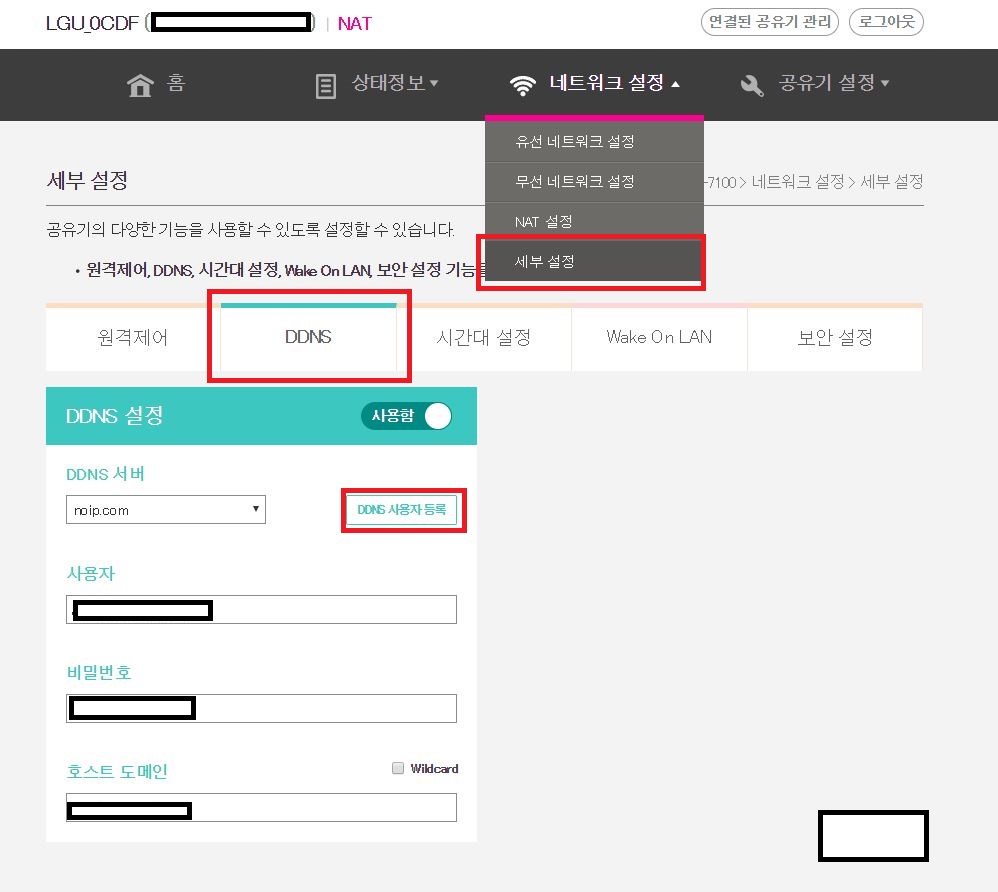 LGU_0CDF ( ) | NAT
연결된 공유기 관리
로그아웃
홈
상태정보
네트워크 설정
공유기 설정
유선 네트워크 설정
무선 네트워크 설정
NAT 설정
세부 설정
세부 설정
-7100 > 네트워크 설정 > 세부 설정
공유기의 다양한 기능을 사용할 수 있도록 설정할 수 있습니다.
• 원격제어, DDNS, 시간대 설정, Wake On LAN, 보안 설정 기능을
원격제어
DDNS
시간대 설정
Wake On LAN
보안 설정
DDNS 설정
사용함
DDNS 서버
noip.com
DDNS 사용자 등록
사용자
비밀번호
호스트 도메인
Wildcard